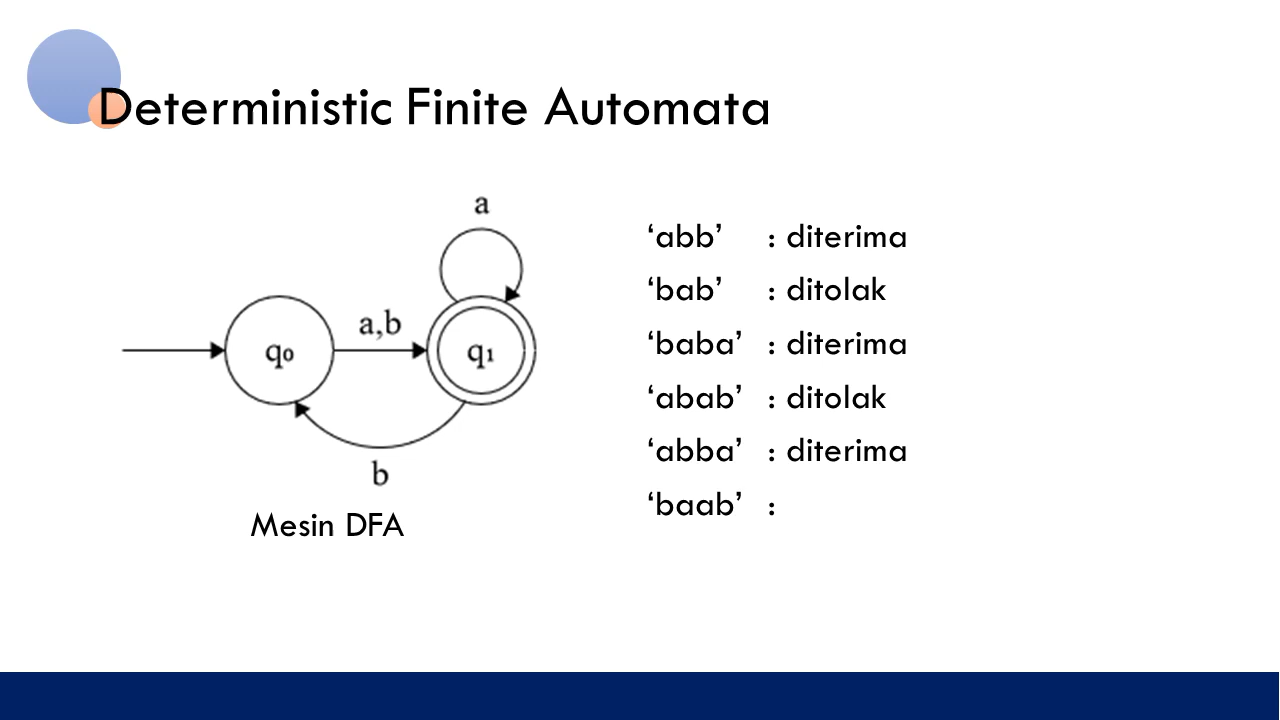 Deterministic Finite Automata
a
a,b
q₀
q₁
b
Mesin DFA
‘abb’ : diterima
‘bab’ : ditolak
‘baba’ : diterima
‘abab’ : ditolak
‘abba’ : diterima
‘baab’ :